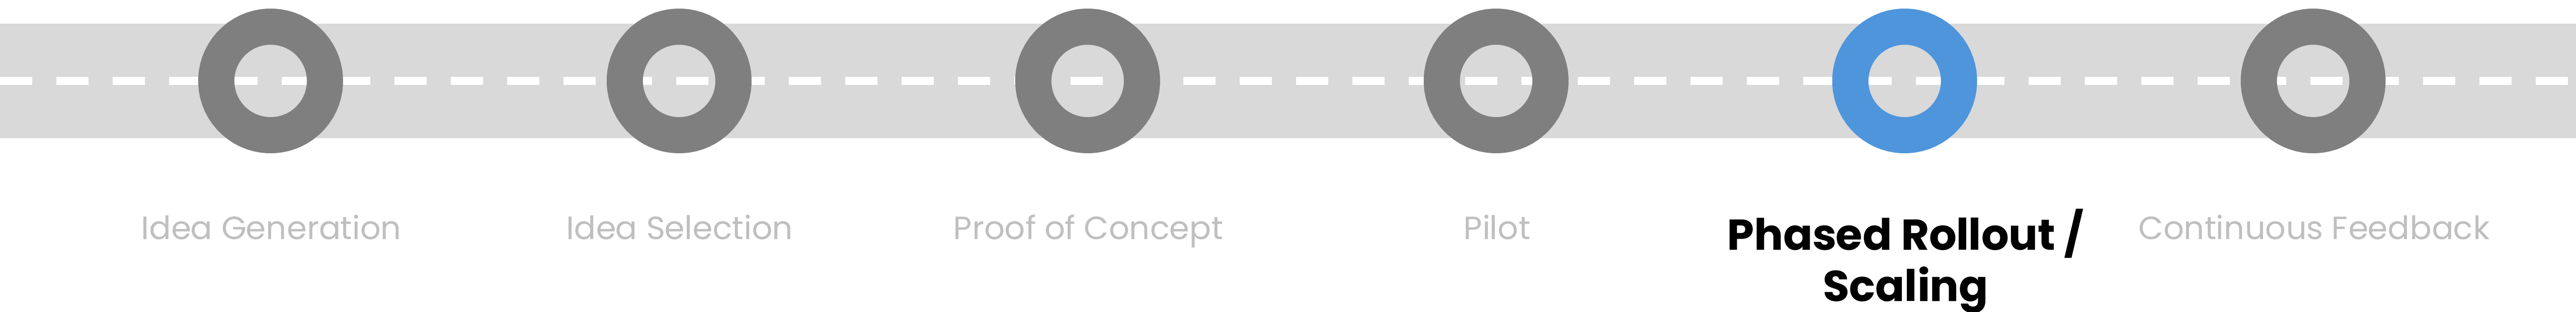 Idea Generation
Idea Selection
Proof of Concept
Pilot
Phased Rollout /
Scaling
Continuous Feedback